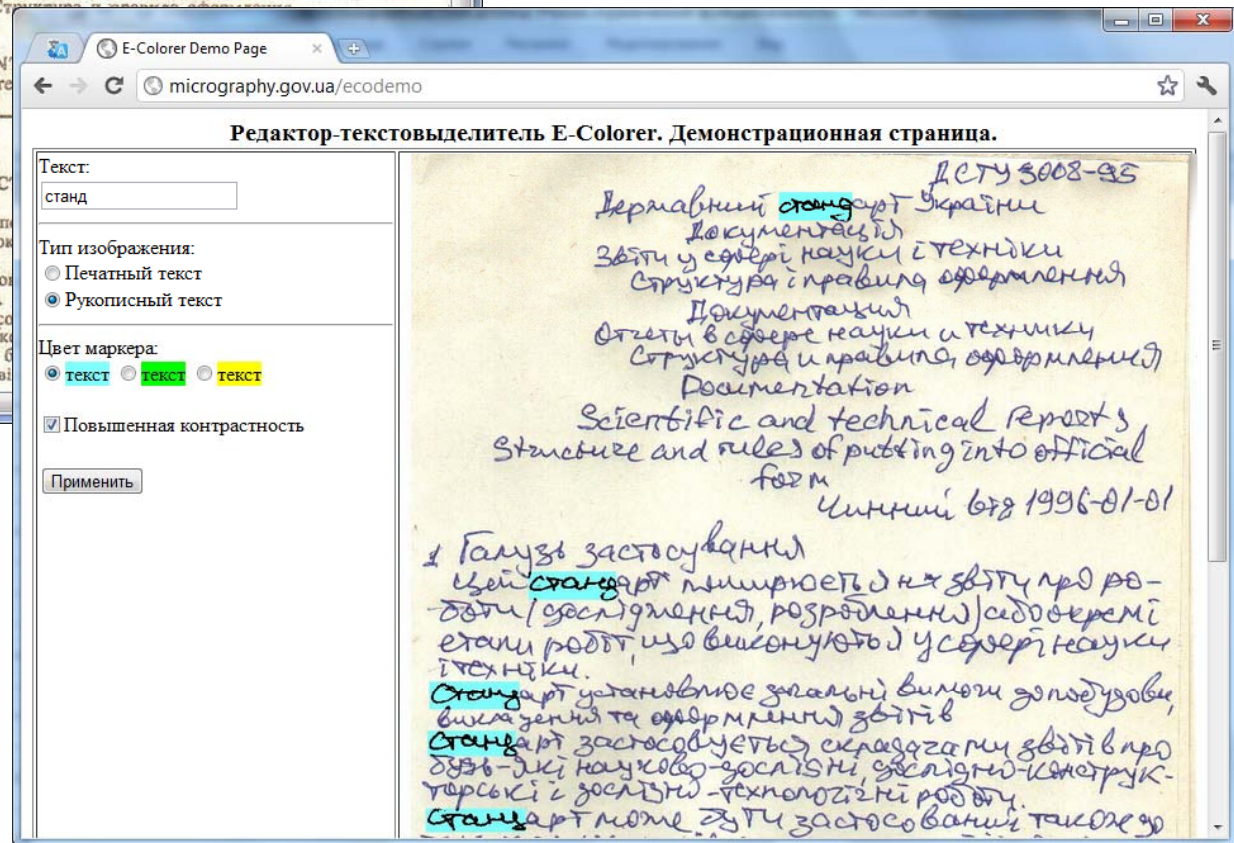 Структура и правила оформления
E-Colorer Demo Page
micrography.gov.ua/ecodemo
Редактор-текстовыделитель E-Colorer. Демонстрационная страница.
Текст:
станд
Тип изображения:
Печатный текст
Рукописный текст
Цвет маркера:
текст текст текст
Повышенная контрастность
Применить
ДСТУ 3008-95
Державний стандарт України
Документація
Звіти у сфері науки і техніки
Структура і правила оформлення
Документация
Отчеты в сфере науки и техники
Структура и правила оформления
Documentation
Scientific and technical reports
Structure and rules of putting into official
form
Чинний від 1996-01-01
1 Галузь застосування
Цей стандарт поширюється на звіти про ро-
-боти (дослідження, розроблення) або окремі
етапи робіт, що виконуються у сфері науки
і техніки.
Стандарт установлює загальні вимоги до побудови,
викладення та оформлення звітів
Стандарт застосовується складачами звітів про
будь-які науково-дослідні, дослідно-конструк-
торські і дослідно-технологічні роботи.
Стандарт може бути застосований також до